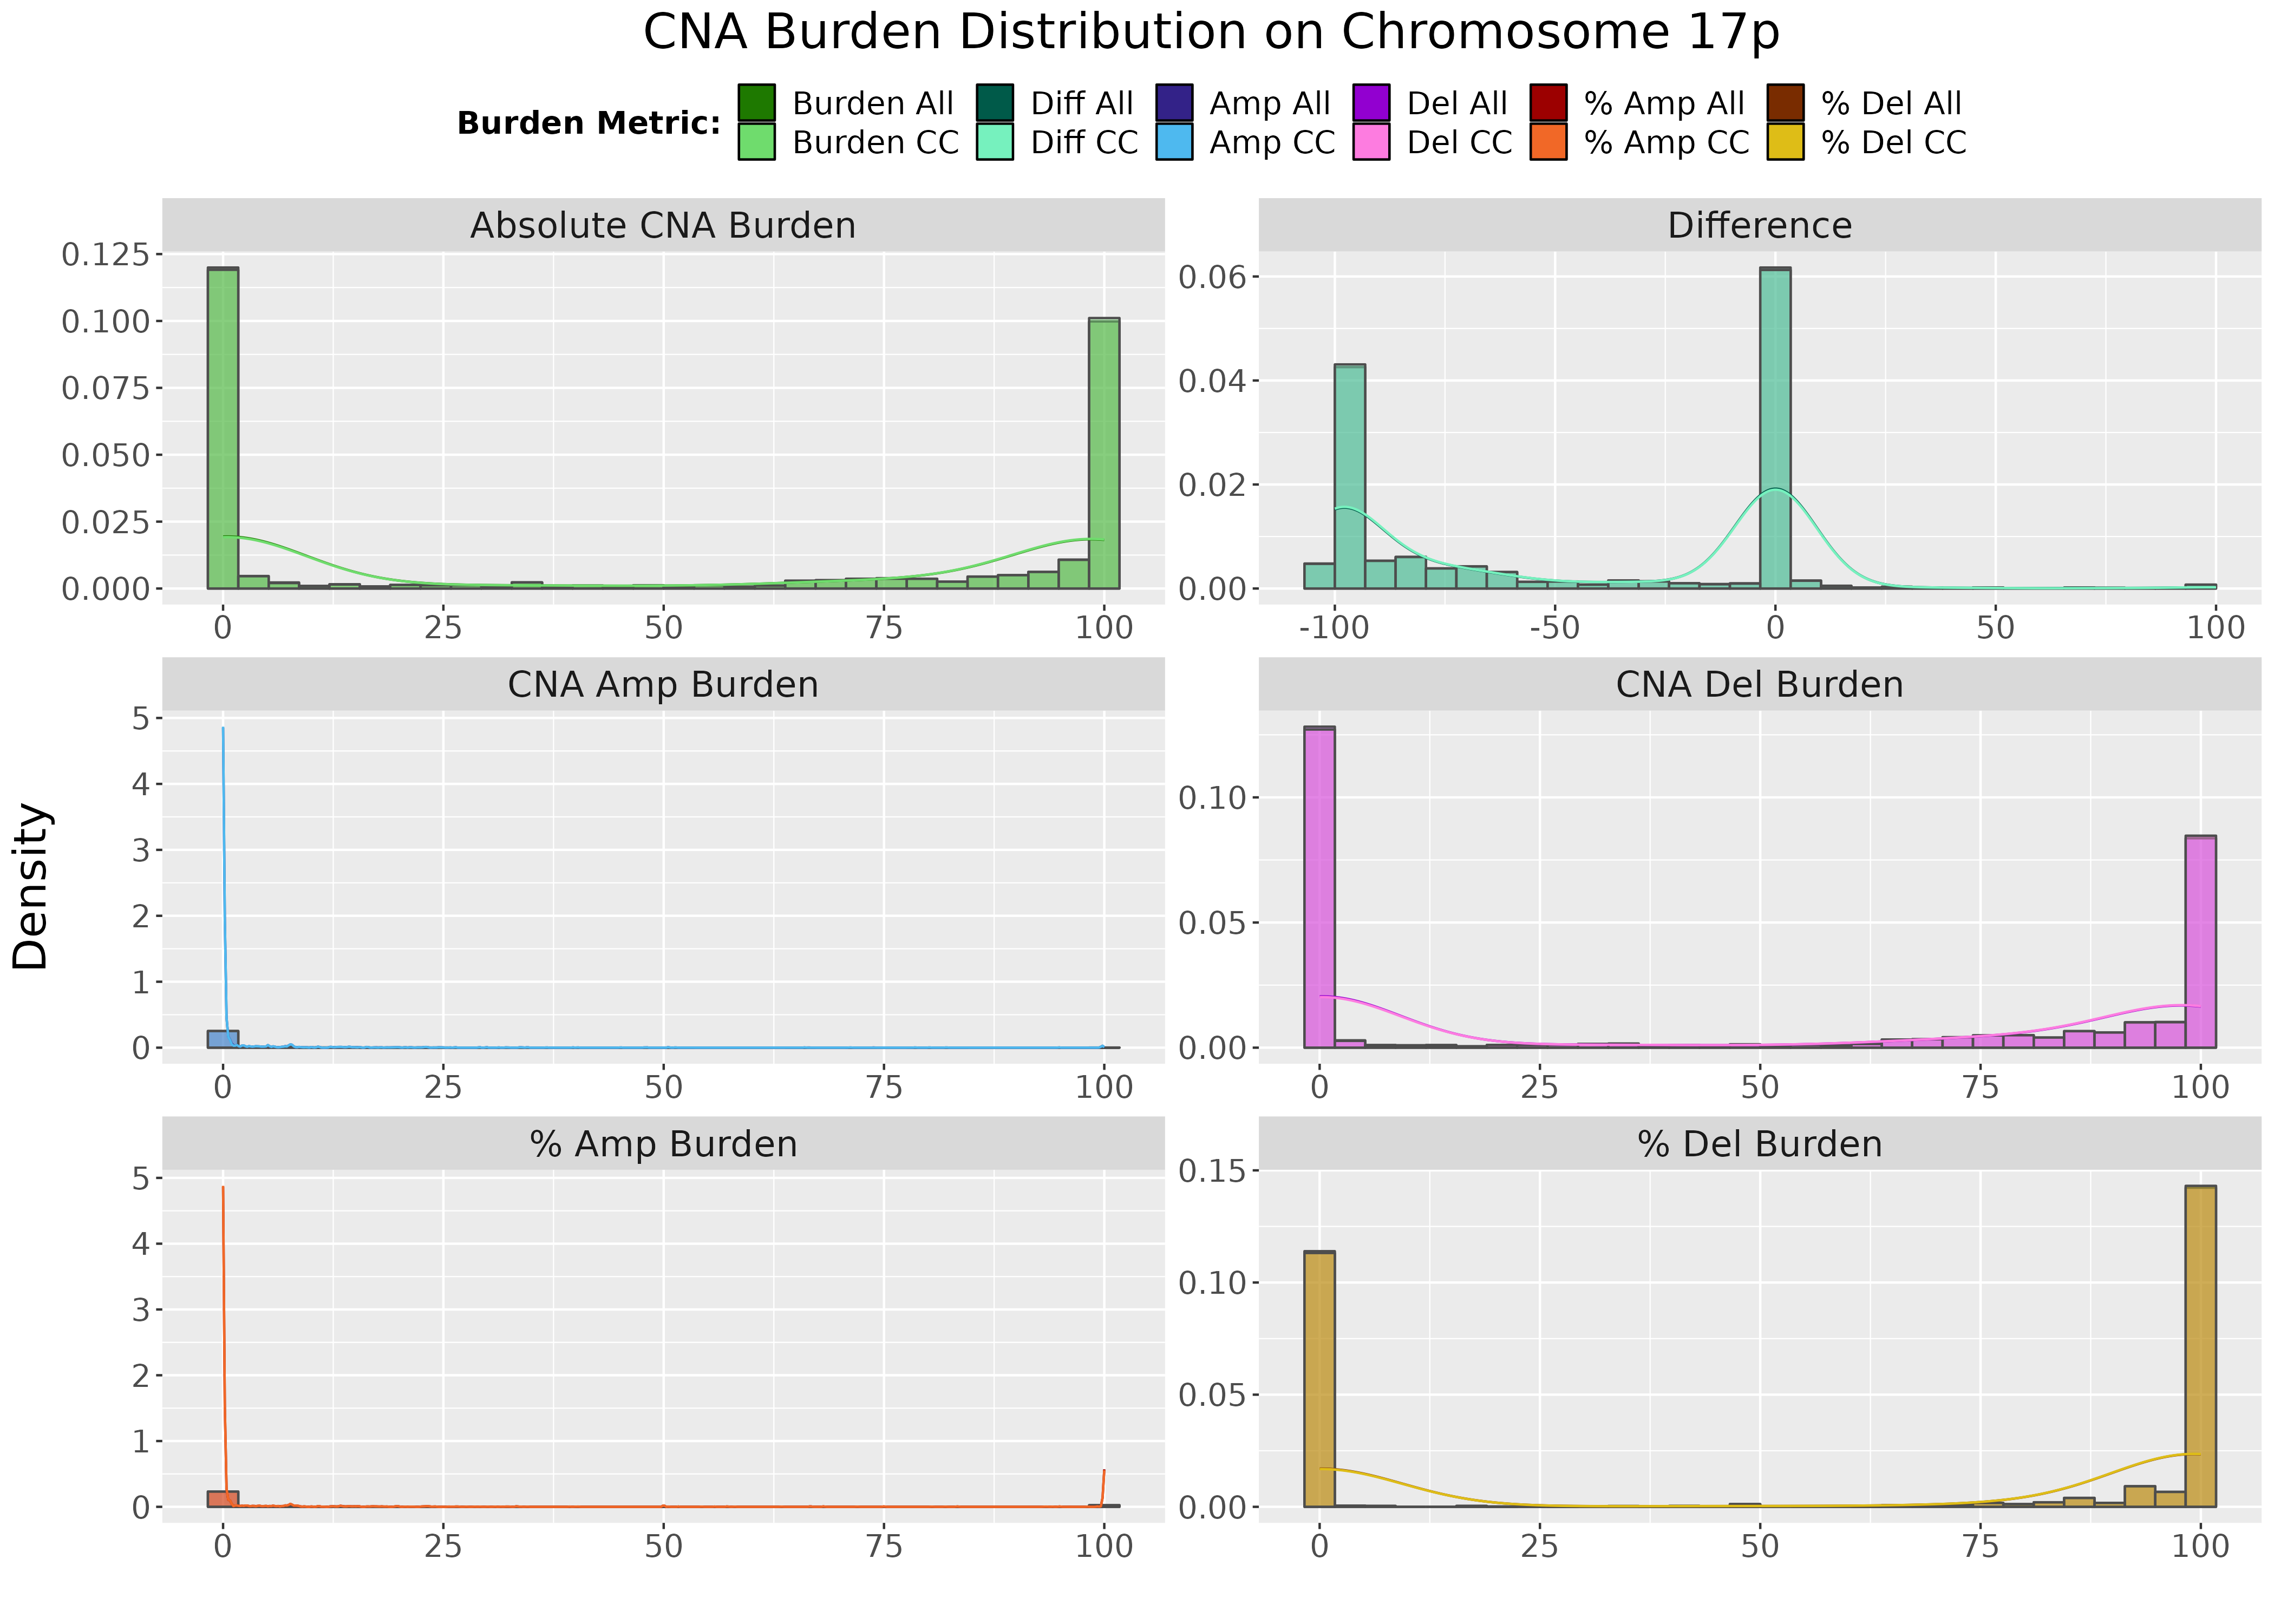 CNA Burden Distribution on Chromosome 17p
Burden Metric:
Burden All Diff All Amp All Del All % Amp All % Del All
Burden CC Diff CC Amp CC Del CC % Amp CC % Del CC
Absolute CNA Burden
0.125
0.100
0.075
0.050
0.025
0.000
0 25 50 75 100
Difference
0.06
0.04
0.02
0.00
-100 -50 0 50 100
Density
CNA Amp Burden
5
4
3
2
1
0
0 25 50 75 100
CNA Del Burden
0.10
0.05
0.00
0 25 50 75 100
% Amp Burden
5
4
3
2
1
0
0 25 50 75 100
% Del Burden
0.15
0.10
0.05
0.00
0 25 50 75 100